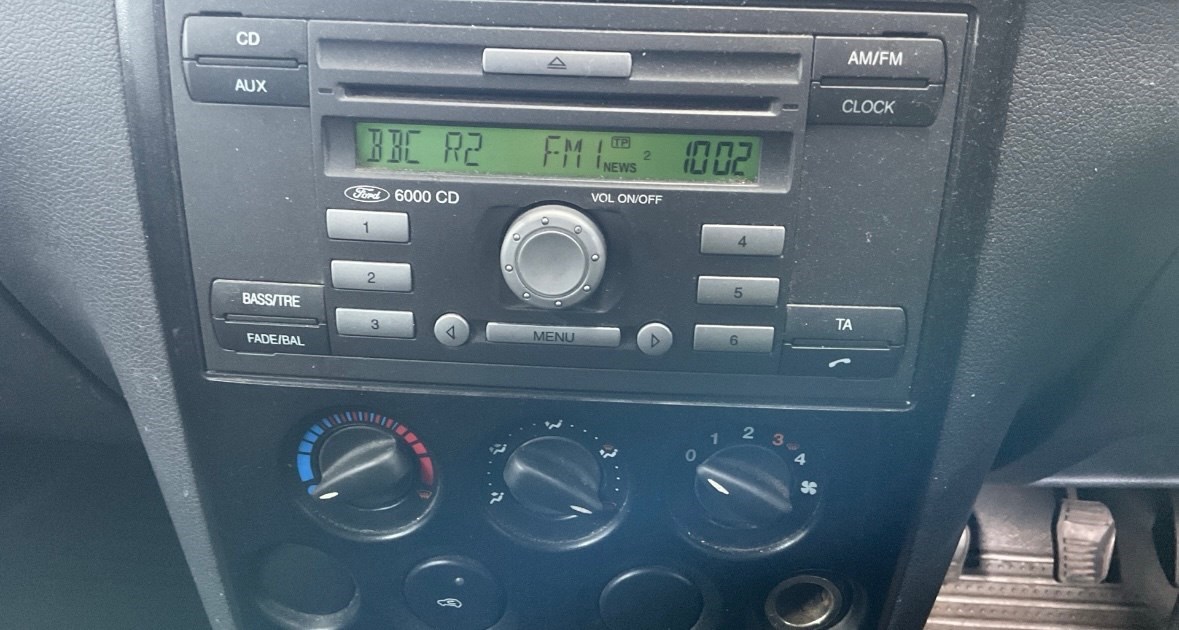 CD
AUX
AM/FM
CLOCK
BBC R2 FM1 TP NEWS 2 1002
Ford 6000 CD
VOL ON/OFF
1
2
3
4
5
6
BASS/TRE
FADE/BAL
MENU
TA
0 1 2 3 4